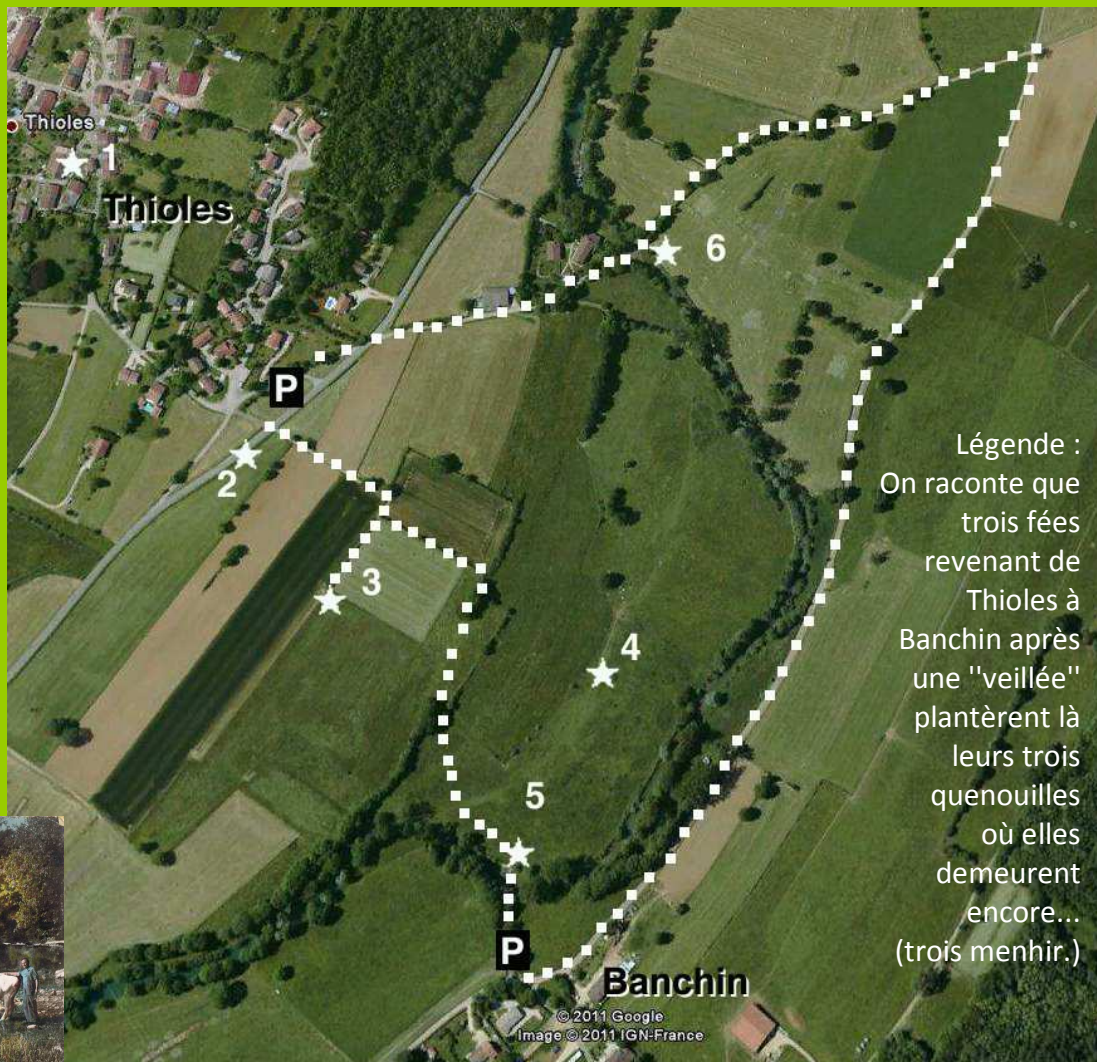 Thioles
1
Thioles
6
P
2
3
4
5
P
Banchin
© 2011 Google
Image © 2011 IGN-France
Légende :
On raconte que
trois fées
revenant de
Thioles à
Banchin après
une ''veillée''
plantèrent là
leurs trois
quenouilles
où elles
demeurent
encore...
(trois menhir.)